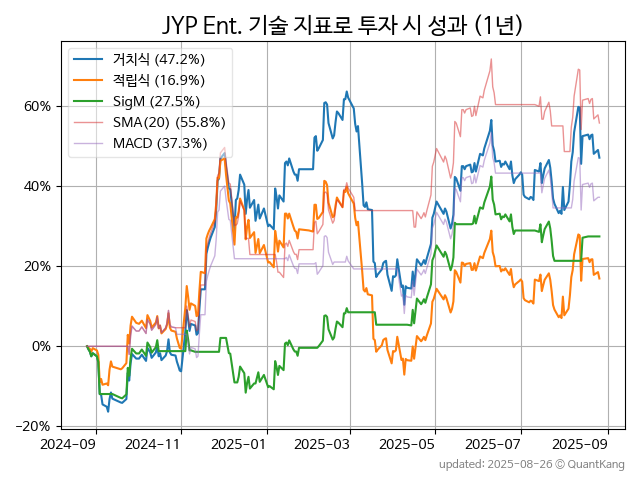 JYP Ent. 기술 지표로 투자 시 성과 (1년)
거치식 (47.2%)
적립식 (16.9%)
SigM (27.5%)
SMA(20) (55.8%)
MACD (37.3%)
60%
40%
20%
0%
−20%
2024−09 2024−11 2025−01 2025−03 2025−05 2025−07 2025−09
updated: 2025-08-26 © QuantKang